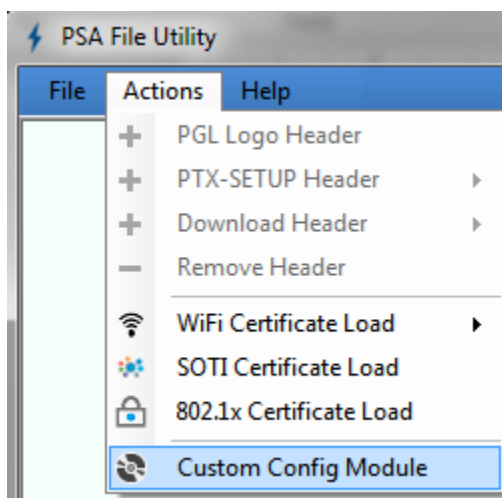 PSA File Utility
File Actions Help
PGL Logo Header
PTX-SETUP Header
Download Header
Remove Header
WiFi Certificate Load
SOTI Certificate Load
802.1x Certificate Load
Custom Config Module